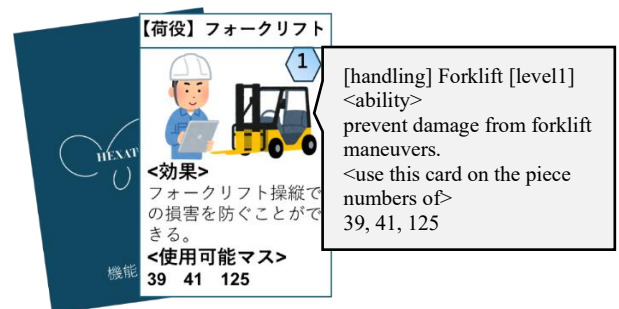 【荷役】フォークリフト
1
HEXAT
<効果>
フォークリフト操縦で
の損害を防ぐことがで
きる。
<使用可能マス>
39 41 125
機能
[handling] Forklift [level1]
<ability>
prevent damage from forklift
maneuvers.
<use this card on the piece
numbers of>
39, 41, 125